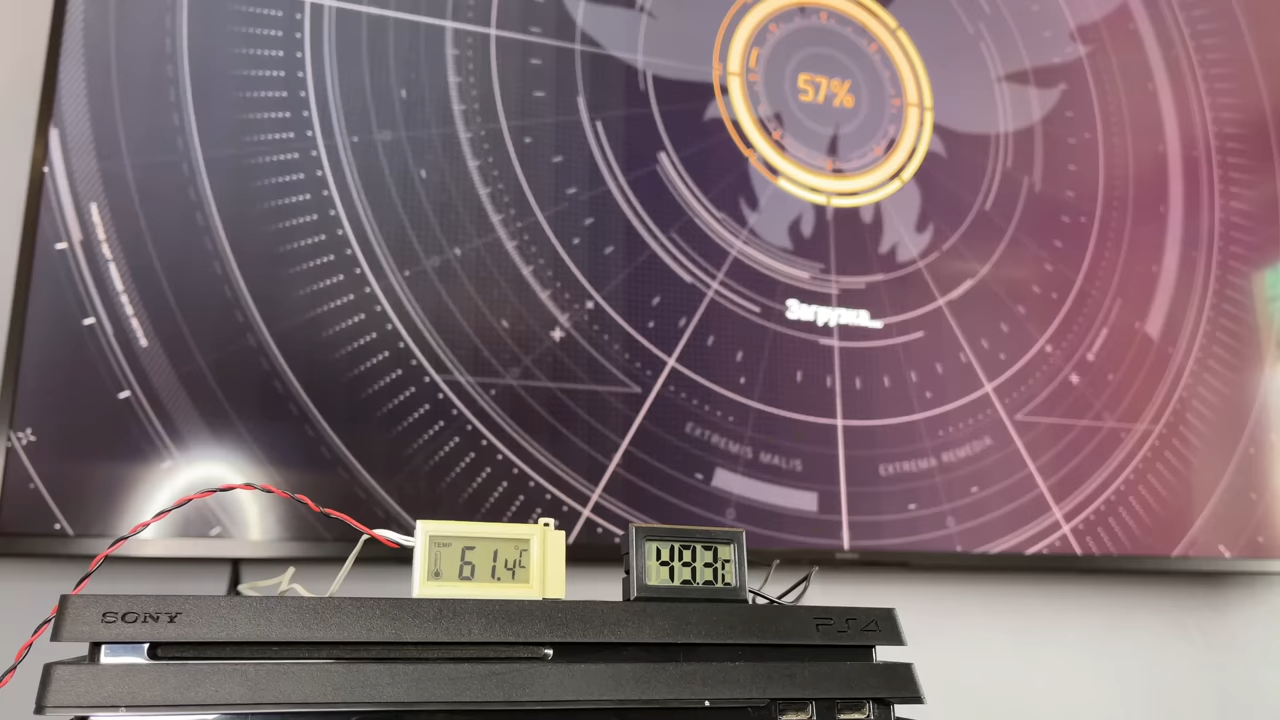 57%
Загрузка...
EXTREMIS MALIS
EXTREMA REMEDIA
TEMP
61.4°C
49.3°C
SONY
PS4